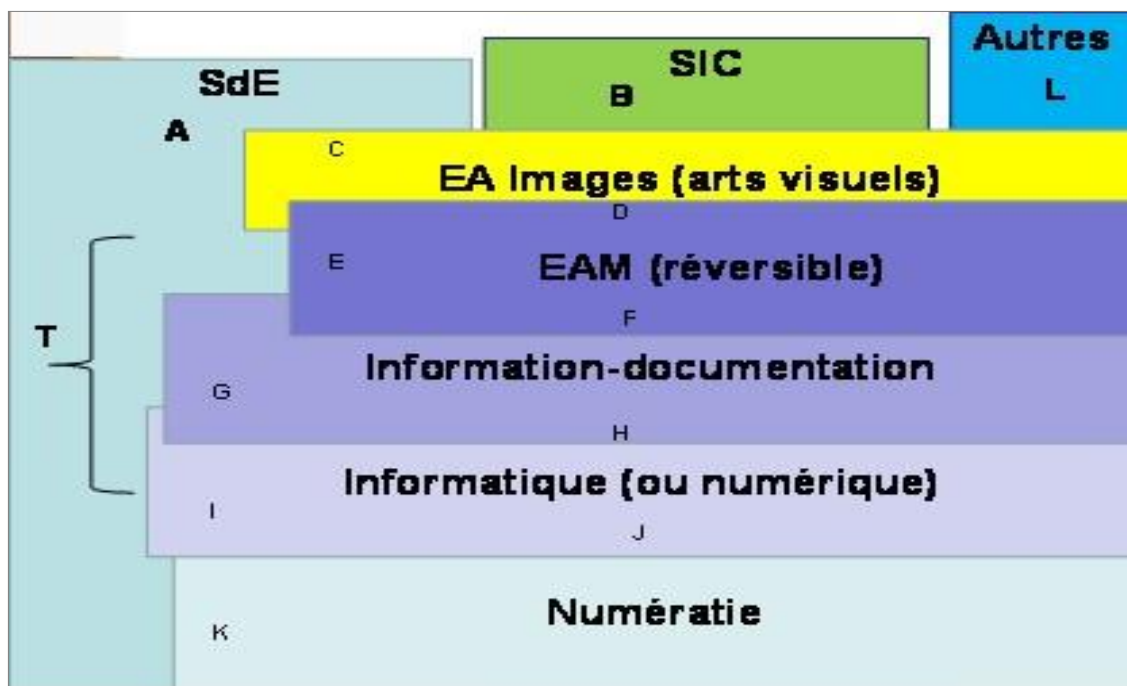 Autres
L
SIC
B
SdE
A
C
EA Images (arts visuels)
D
E
EAM (réversible)
F
T
Information-documentation
G
H
Informatique (ou numérique)
I
J
Numératie
K